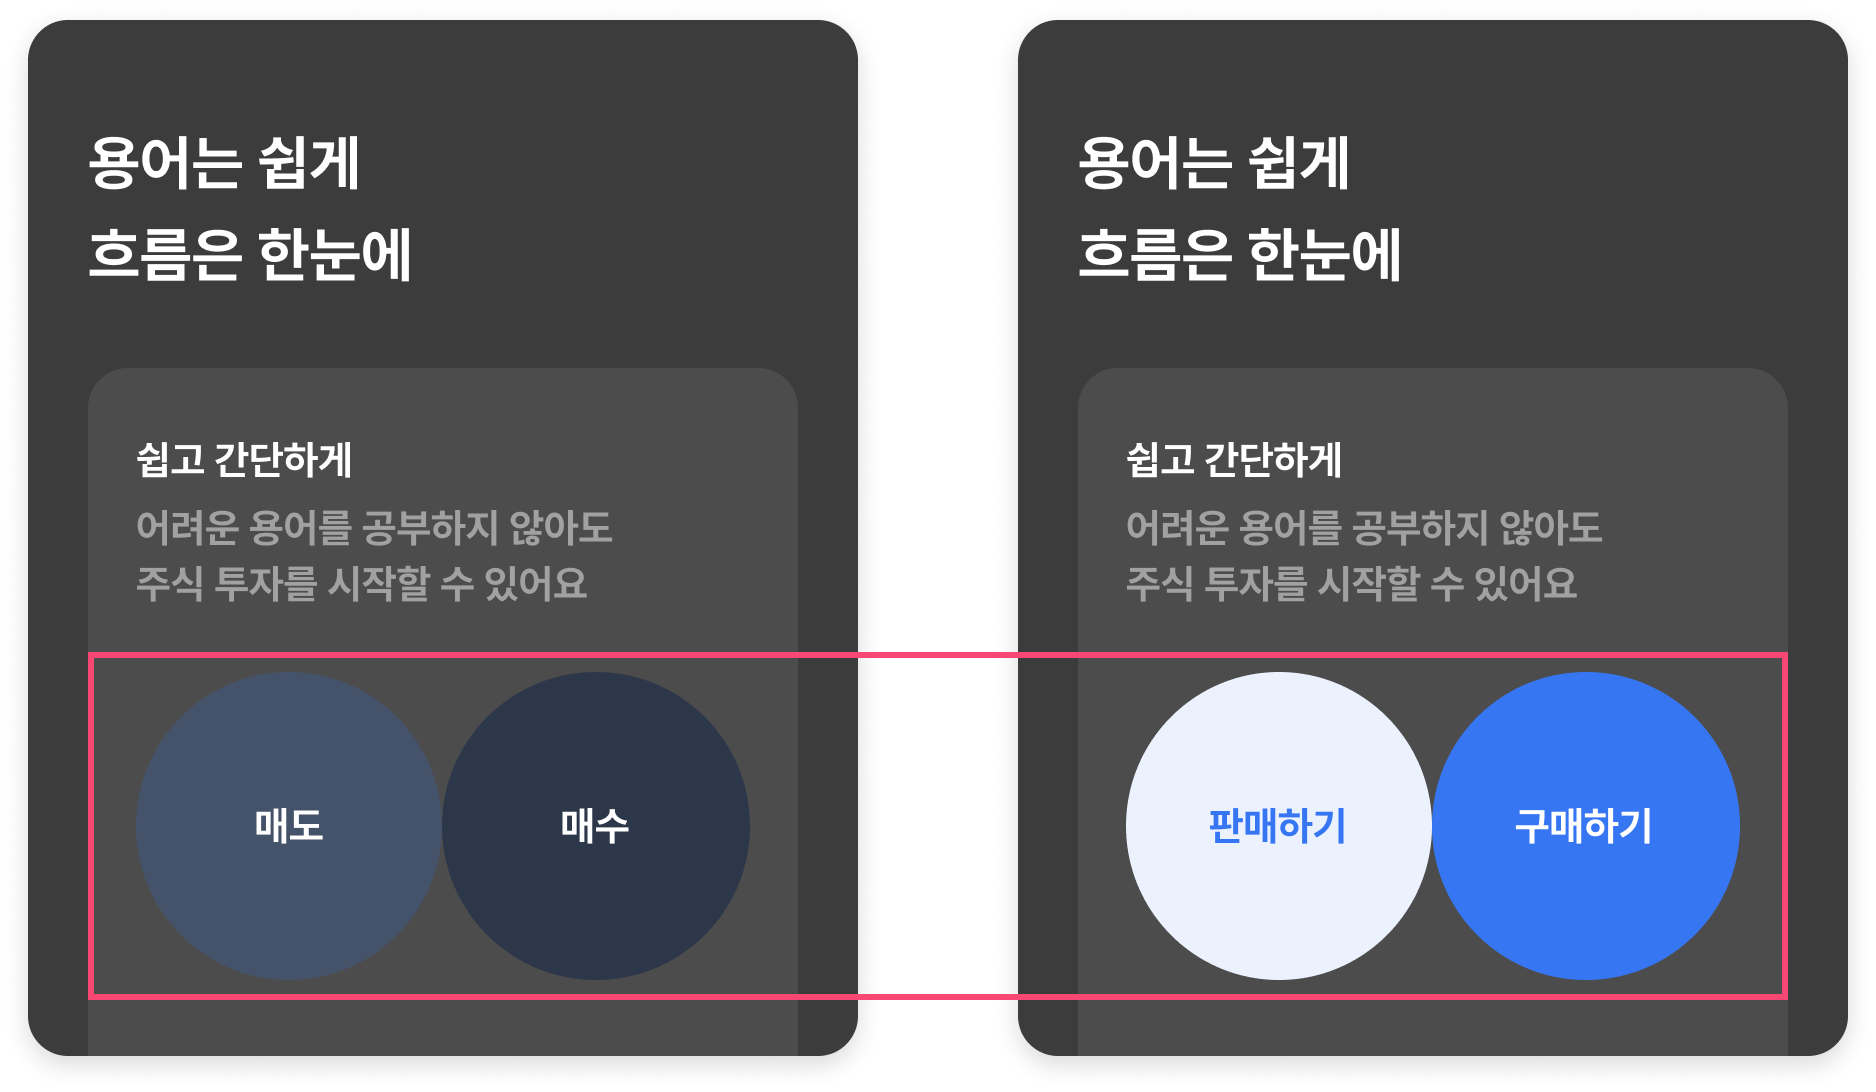 용어는 쉽게
흐름은 한눈에
쉽고 간단하게
어려운 용어를 공부하지 않아도
주식 투자를 시작할 수 있어요
매도
매수
용어는 쉽게
흐름은 한눈에
쉽고 간단하게
어려운 용어를 공부하지 않아도
주식 투자를 시작할 수 있어요
판매하기
구매하기